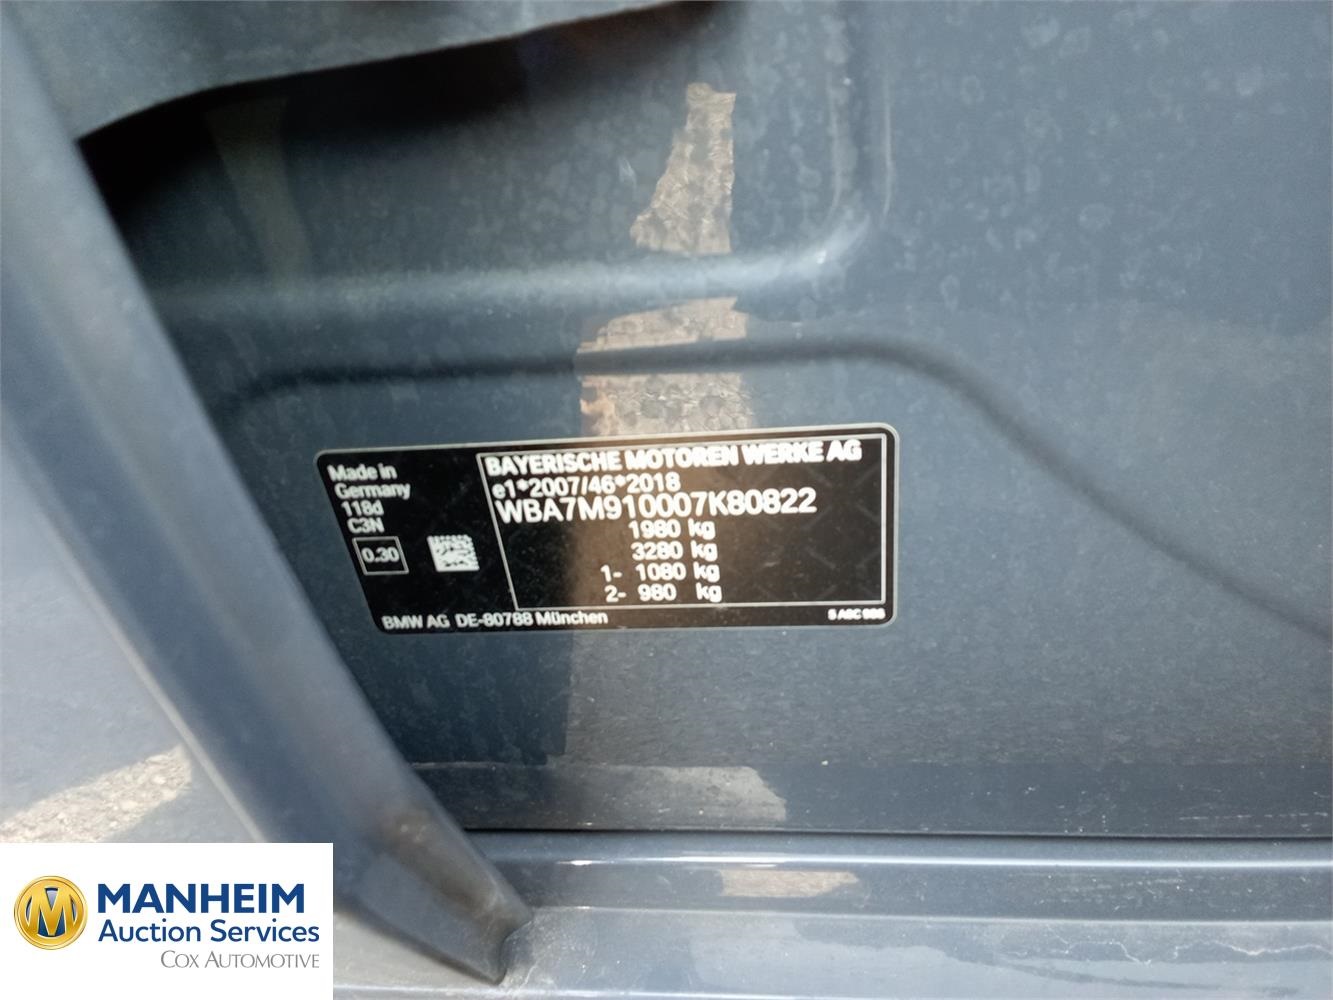 Made in
Germany
118d
C3N
0.30
BAYERISCHE MOTOREN WERKE AG
e1*2007/46*2018
WBA7M910007K80822
1980 kg
3280 kg
1- 1080 kg
2- 980 kg
BMW AG DE-80788 München
MANHEIM
Auction Services
COX AUTOMOTIVE